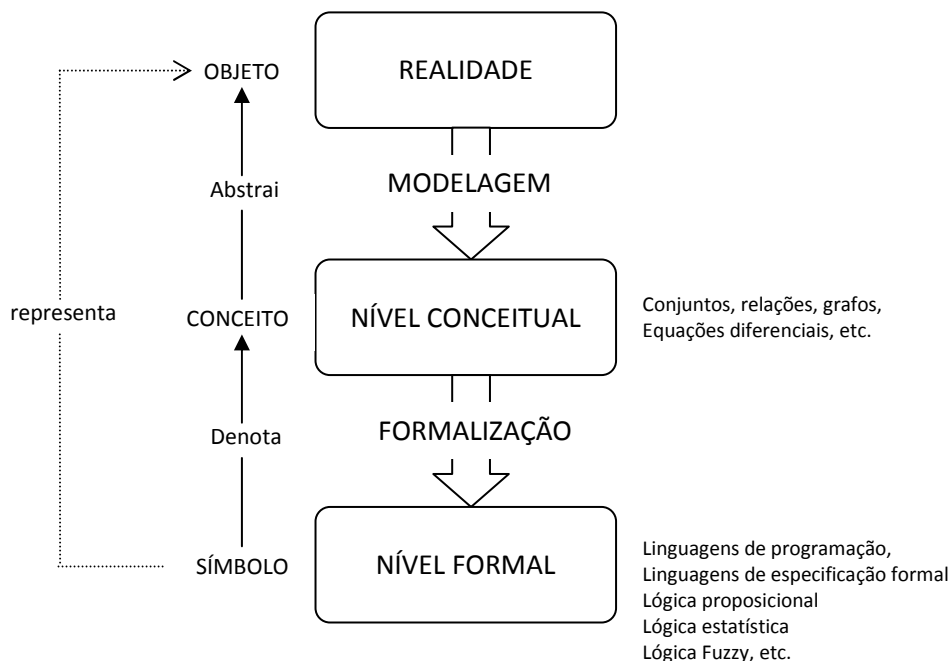 OBJETO
REALIDADE
Abstrai
MODELAGEM
representa
CONCEITO
NÍVEL CONCEITUAL
Conjuntos, relações, grafos,
Equações diferenciais, etc.
Denota
FORMALIZAÇÃO
SÍMBOLO
NÍVEL FORMAL
Linguagens de programação,
Linguagens de especificação formal
Lógica proposicional
Lógica estatística
Lógica Fuzzy, etc.